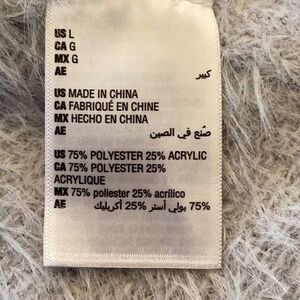 US L
CA G
MX G
AE كبير
US MADE IN CHINA
CA FABRIQUÉ EN CHINE
MX HECHO EN CHINA
AE صُنع في الصين
US 75% POLYESTER 25% ACRYLIC
CA 75% POLYESTER 25%
ACRYLIQUE
MX 75% poliester 25% acrílico
AE 75% بولي أستر 25% أكريليك